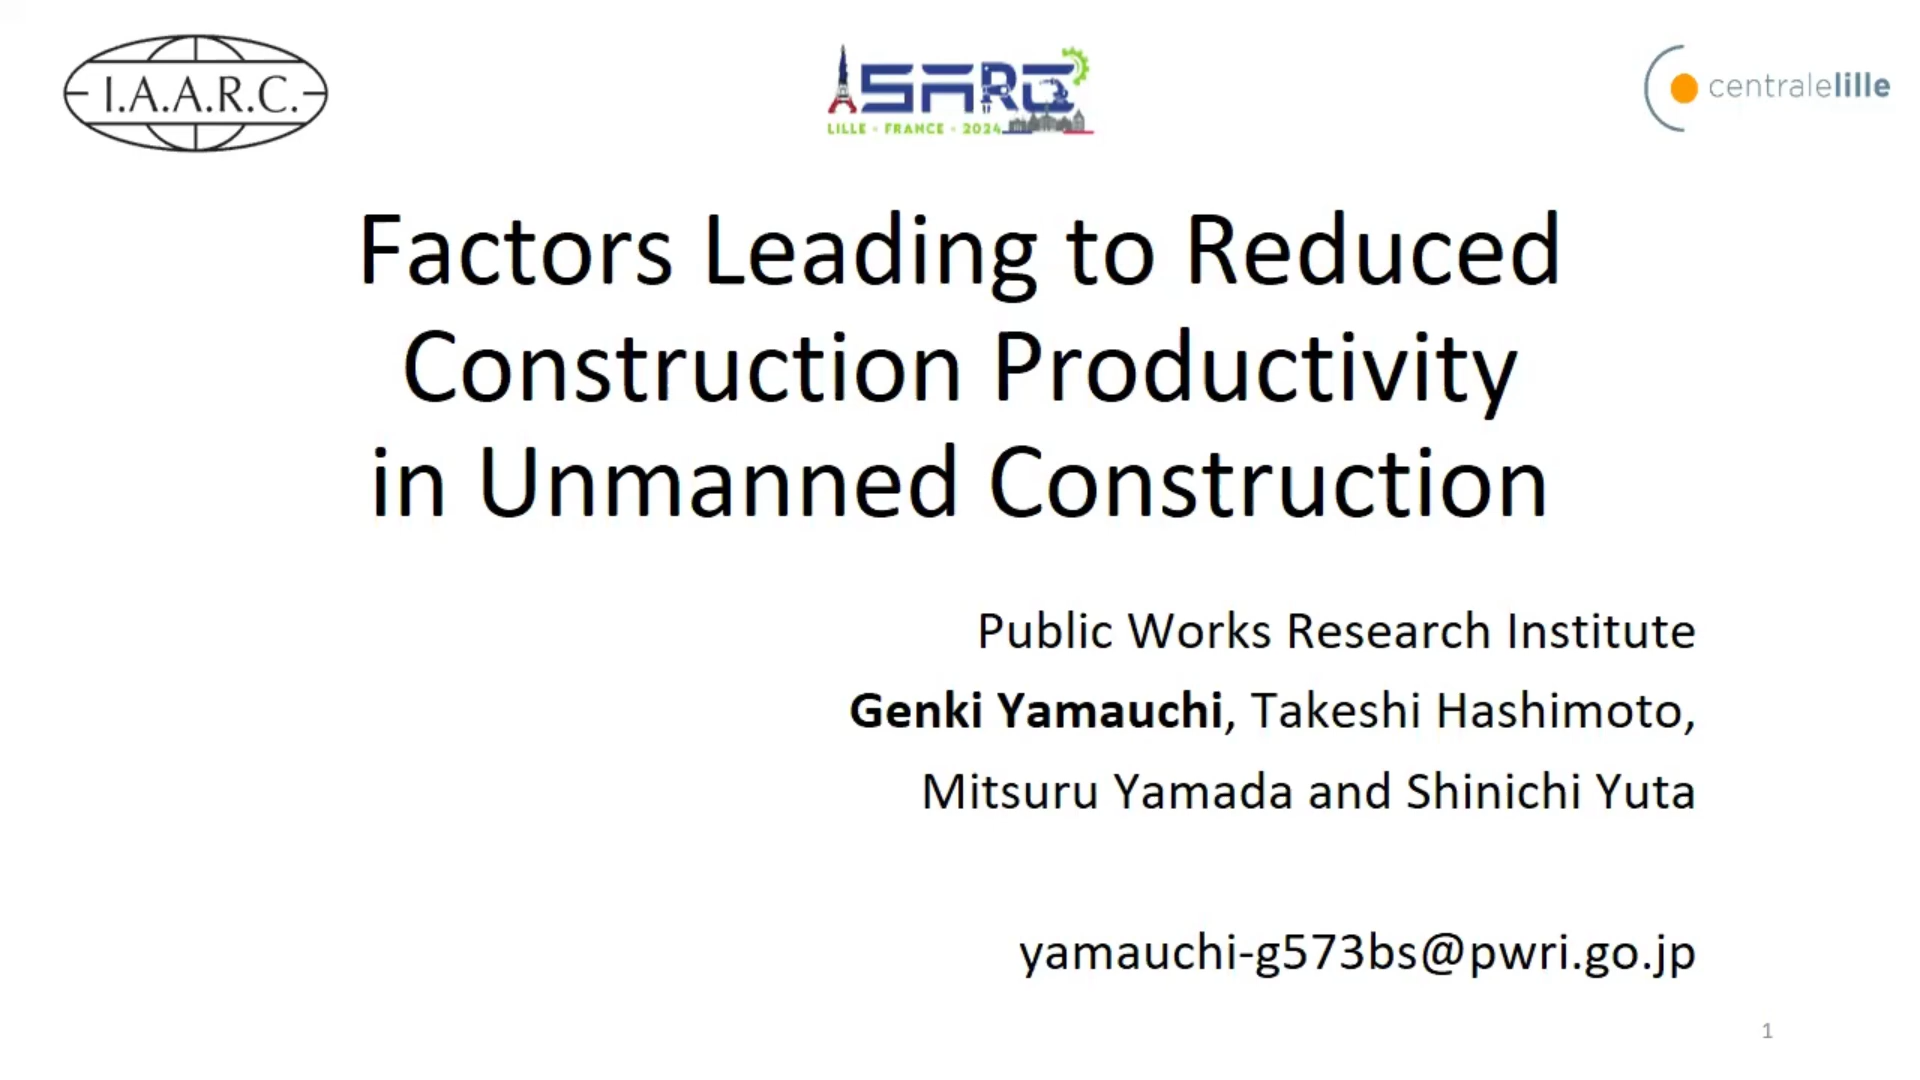 I.A.A.R.C.
ISARC
LILLE - FRANCE - 2024
centralelille
Factors Leading to Reduced
Construction Productivity
in Unmanned Construction
Public Works Research Institute
Genki Yamauchi, Takeshi Hashimoto,
Mitsuru Yamada and Shinichi Yuta
yamauchi-g573bs@pwri.go.jp
1